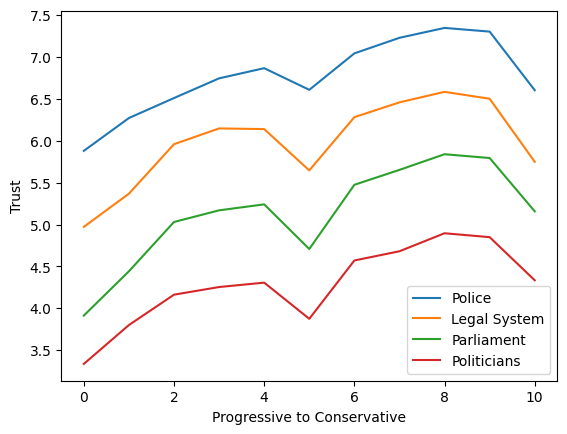 7.5
7.0
6.5
6.0
5.5
5.0
4.5
4.0
3.5
Trust
0
2
4
6
8
10
Progressive to Conservative
Police
Legal System
Parliament
Politicians